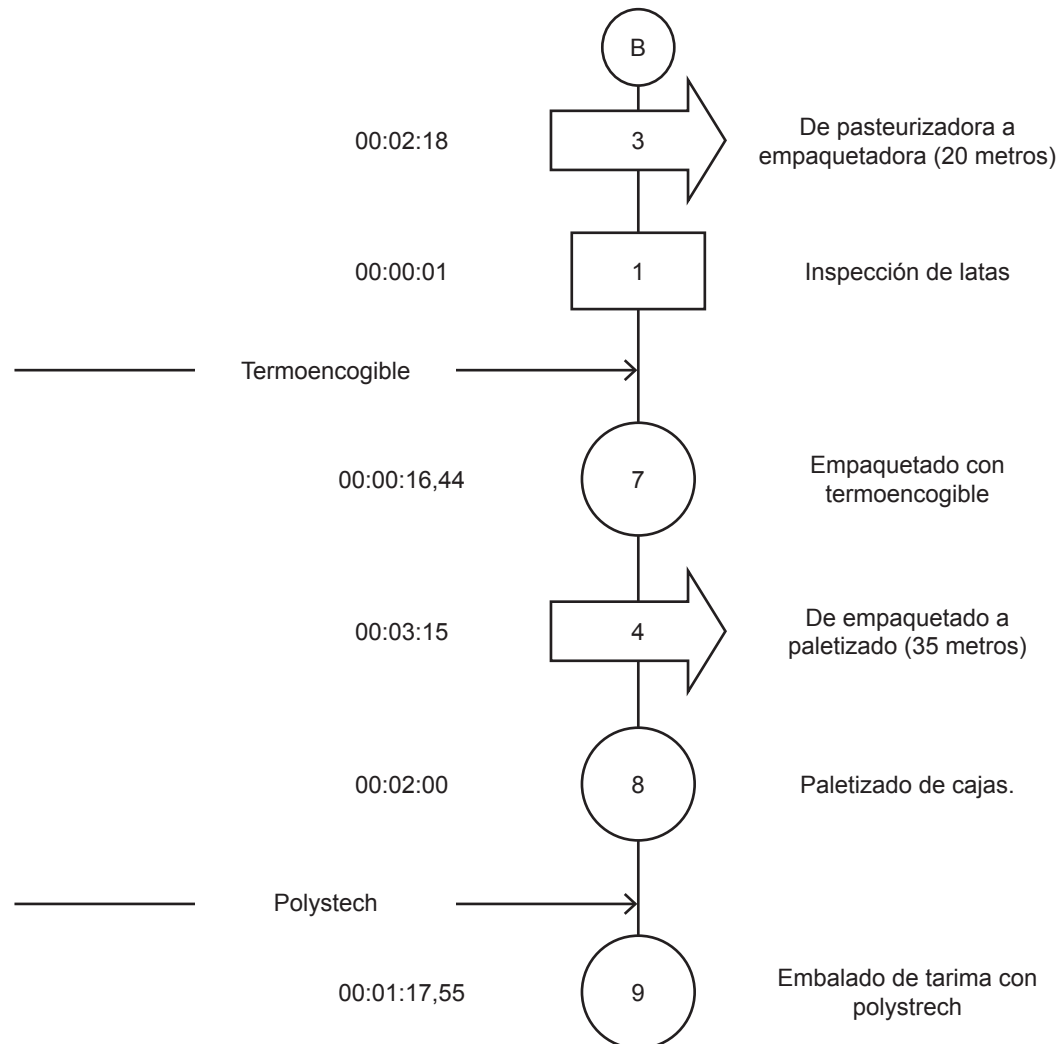 B
00:02:18
3
De pasteurizadora a
empaquetadora (20 metros)
00:00:01
1
Inspección de latas
Termoencogible
00:00:16,44
7
Empaquetado con
termoencogible
00:03:15
4
De empaquetado a
paletizado (35 metros)
00:02:00
8
Paletizado de cajas.
Polystech
00:01:17,55
9
Embalado de tarima con
polystrech